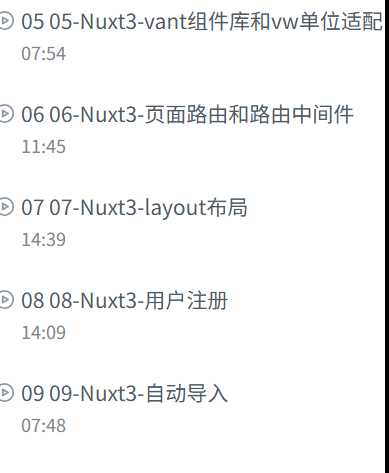 05 05-Nuxt3-vant组件库和vw单位适配
07:54
06 06-Nuxt3-页面路由和路由中间件
11:45
07 07-Nuxt3-layout布局
14:39
08 08-Nuxt3-用户注册
14:09
09 09-Nuxt3-自动导入
07:48